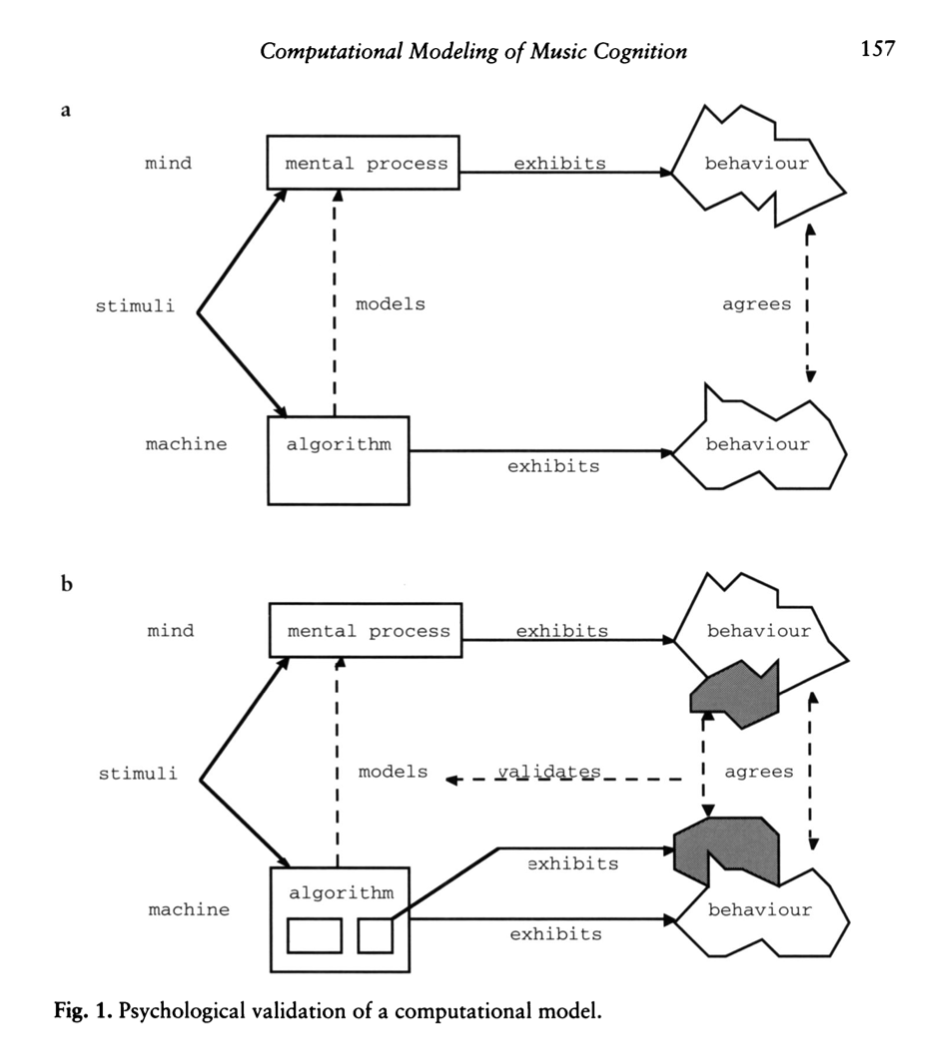 Computational Modeling of Music Cognition 157
a
mind mental process exhibits behaviour
stimuli models agrees
machine algorithm behaviour
exhibits
b
mind mental process exhibits behaviour
stimuli models validates agrees
exhibits
algorithm
machine behaviour
exhibits
Fig. 1. Psychological validation of a computational model.